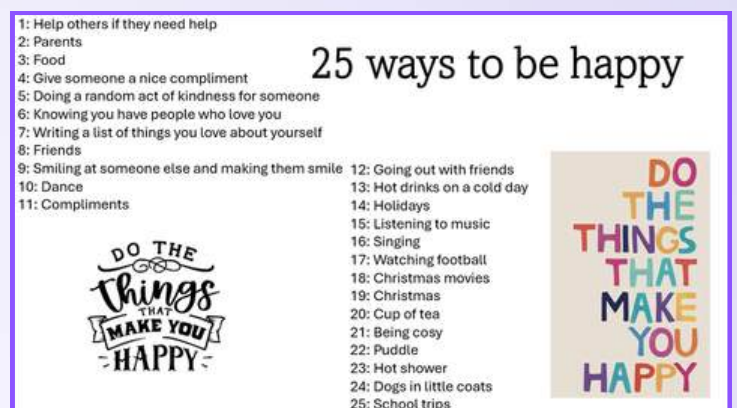 25 ways to be happy
1: Help others if they need help
2: Parents
3: Food
4: Give someone a nice compliment
5: Doing a random act of kindness for someone
6: Knowing you have people who love you
7: Writing a list of things you love about yourself
8: Friends
9: Smiling at someone else and making them smile
10: Dance
11: Compliments
12: Going out with friends
13: Hot drinks on a cold day
14: Holidays
15: Listening to music
16: Singing
17: Watching football
18: Christmas movies
19: Christmas
20: Cup of tea
21: Being cosy
22: Puddle
23: Hot shower
24: Dogs in little coats
25: School trips
DO THE
Things
THAT
MAKE YOU
HAPPY
DO
THE
THINGS
THAT
MAKE
YOU
HAPPY